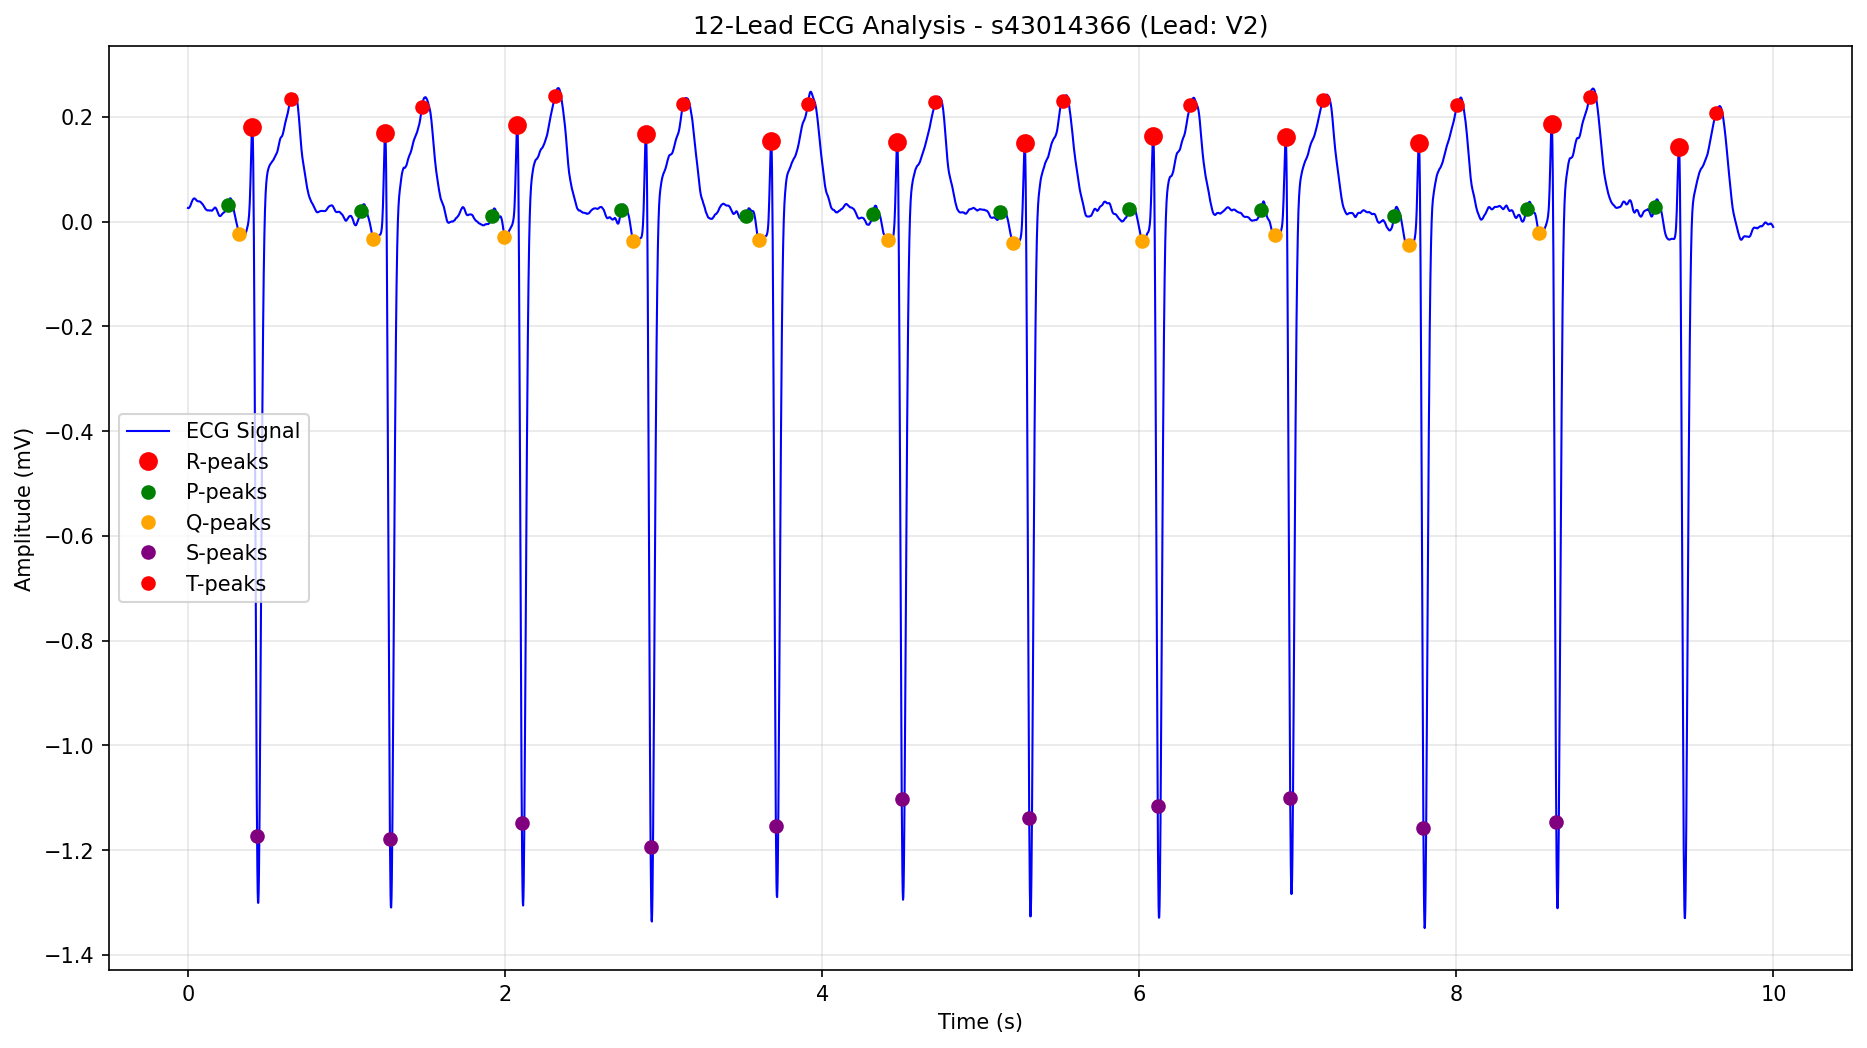 12-Lead ECG Analysis - s43014366 (Lead: V2)
Amplitude (mV)
0.2
0.0
−0.2
−0.4
−0.6
−0.8
−1.0
−1.2
−1.4
ECG Signal
R-peaks
P-peaks
Q-peaks
S-peaks
T-peaks
0 2 4 6 8 10
Time (s)